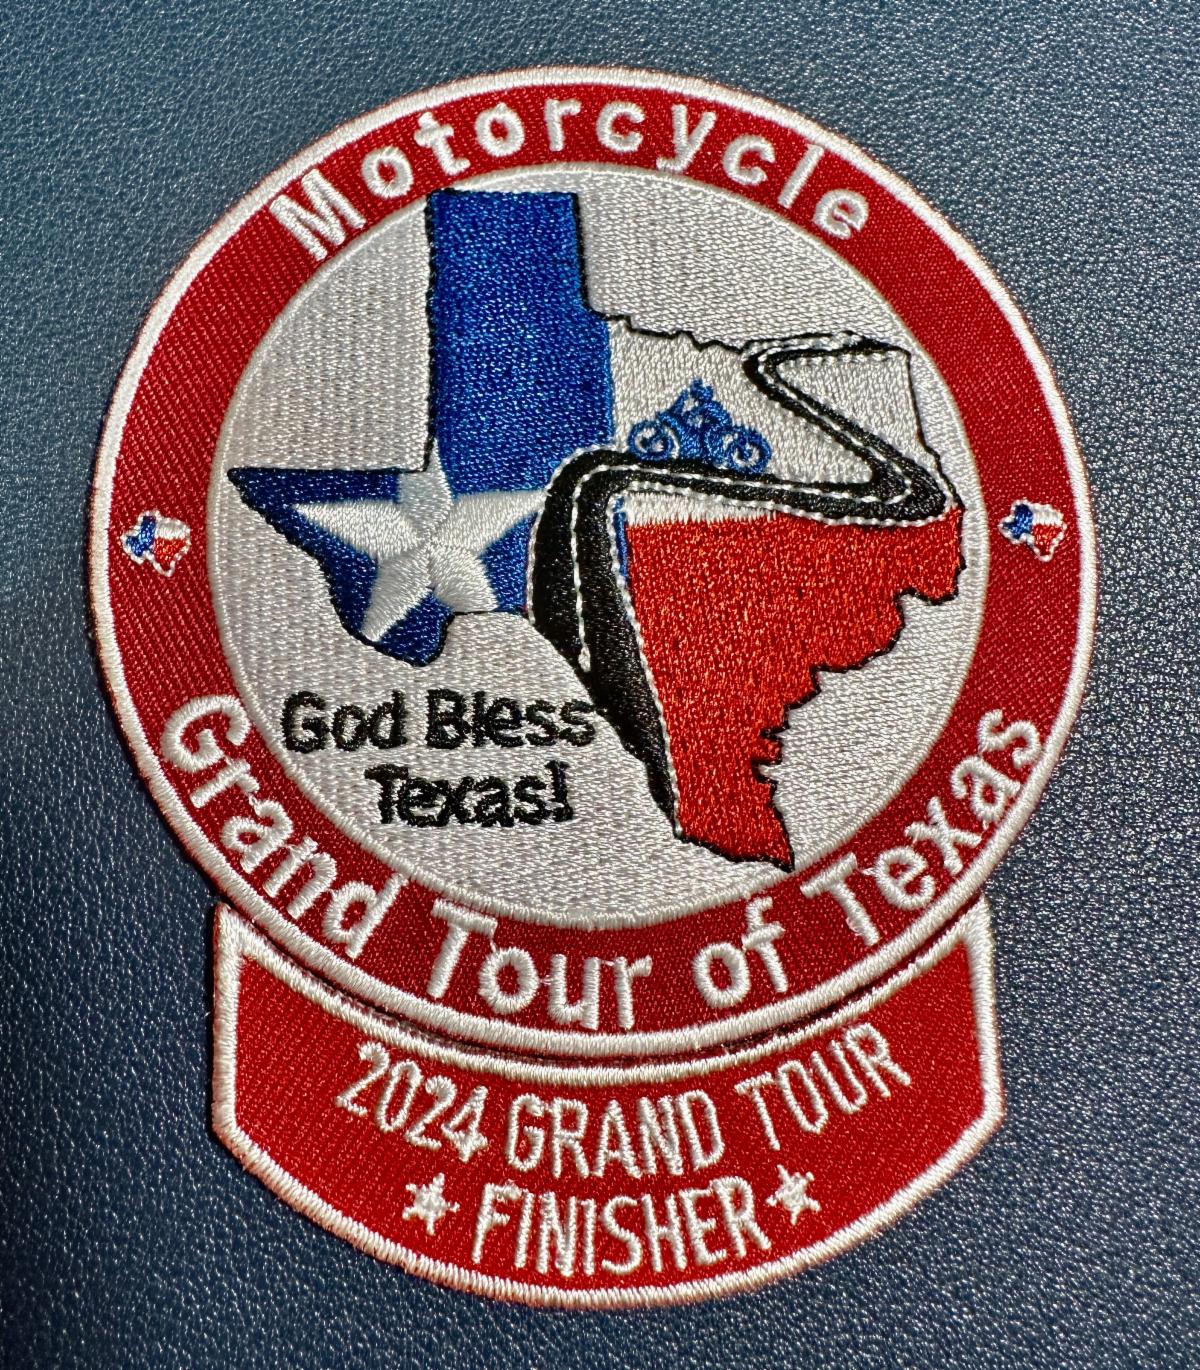 Motorcycle
God Bless
Texas!
Grand Tour of Texas
2024 GRAND TOUR
FINISHER